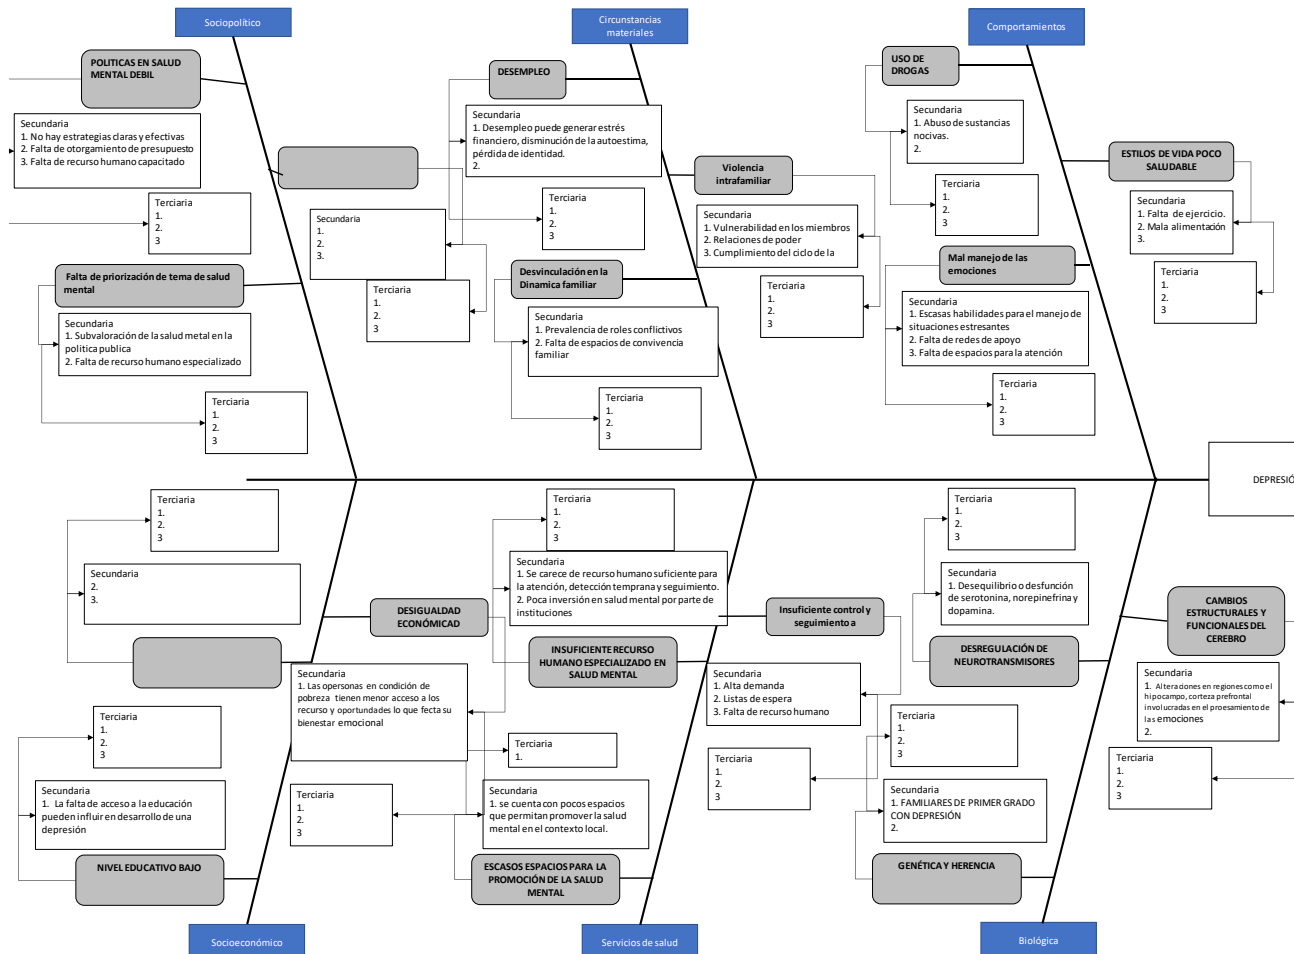 Sociopolítico
Circunstancias
materiales
Comportamientos
POLITICAS EN SALUD
MENTAL DEBIL
Secundaria
1. No hay estrategias claras y efectivas
2. Falta de otorgamiento de presupuesto
3. Falta de recurso humano capacitado
Terciaria
1.
2.
3
Secundaria
1.
2.
3.
Terciaria
1.
2.
3
Falta de priorización de tema de salud
mental
Secundaria
1. Subvaloración de la salud metal en la
politica publica
2. Falta de recurso humano especializado
Terciaria
1.
2.
3
DESEMPLEO
Secundaria
1. Desempleo puede generar estrés
financiero, disminución de la autoestima,
pérdida de identidad.
2.
Terciaria
1.
2.
3
Violencia
intrafamiliar
Secundaria
1. Vulnerabilidad en los miembros
2. Relaciones de poder
3. Cumplimiento del ciclo de la
Terciaria
1.
2.
3
Desvinculación en la
Dinamica familiar
Secundaria
1. Prevalencia de roles conflictivos
2. Falta de espacios de convivencia
familiar
Terciaria
1.
2.
3
USO DE
DROGAS
Secundaria
1. Abuso de sustancias
nocivas.
2.
Terciaria
1.
2.
3
ESTILOS DE VIDA POCO
SALUDABLE
Secundaria
1. Falta de ejercicio.
2. Mala alimentación
3.
Terciaria
1.
2.
3
Mal manejo de las
emociones
Secundaria
1. Escasas habilidades para el manejo de
situaciones estresantes
2. Falta de redes de apoyo
3. Falta de espacios para la atención
Terciaria
1.
2.
3
DEPRESIÓ
Terciaria
1.
2.
3
Secundaria
2.
3.
DESIGUALDAD
ECONÓMICAD
Secundaria
1. Las opersonas en condición de
pobreza tienen menor acceso a los
recurso y oportunidades lo que fecta su
bienestar emocional
Terciaria
1.
2.
3
Terciaria
1.
2.
3
Secundaria
1. La falta de acceso a la educación
pueden influir en desarrollo de una
depresión
NIVEL EDUCATIVO BAJO
Socioeconómico
Terciaria
1.
2.
3
Secundaria
1. Se carece de recurso humano suficiente para
la atención, detección temprana y seguimiento.
2. Poca inversión en salud mental por parte de
instituciones
INSUFICIENTE RECURSO
HUMANO ESPECIALIZADO EN
SALUD MENTAL
Insuficiente control y
seguimiento a
Secundaria
1. Alta demanda
2. Listas de espera
3. Falta de recurso humano
Terciaria
1.
2.
3
Terciaria
1.
Secundaria
1. se cuenta con pocos espacios
que permitan promover la salud
mental en el contexto local.
ESCASOS ESPACIOS PARA LA
PROMOCIÓN DE LA SALUD
MENTAL
Servicios de salud
Terciaria
1.
2.
3
Secundaria
1. Desequilibrio o desfunción
de serotonina, norepinefrina y
dopamina.
DESREGULACIÓN DE
NEUROTRANSMISORES
CAMBIOS
ESTRUCTURALES Y
FUNCIONALES DEL
CEREBRO
Secundaria
1. Alteraciones en regiones como el
hipocampo, corteza prefrontal
involucradas en el proesamiento de
las emociones
2.
Terciaria
1.
2.
3
Terciaria
1.
2.
3
Secundaria
1. FAMILIARES DE PRIMER GRADO
CON DEPRESIÓN
2.
GENÉTICA Y HERENCIA
Biológica